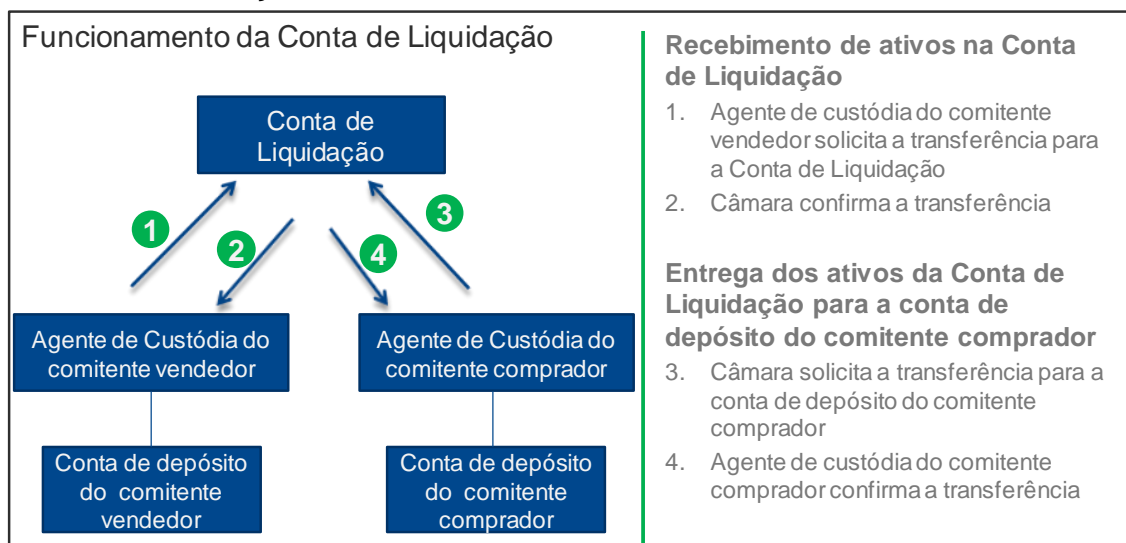 Funcionamento da Conta de Liquidação
Conta de
Liquidação
1
2
3
4
Agente de Custódia do
comitente vendedor
Agente de Custódia do
comitente comprador
Conta de depósito
do comitente
vendedor
Conta de depósito
do comitente
comprador
Recebimento de ativos na Conta
de Liquidação
1. Agente de custódia do comitente
vendedor solicita a transferência para
a Conta de Liquidação
2. Câmara confirma a transferência
Entrega dos ativos da Conta de
Liquidação para a conta de
depósito do comitente comprador
3. Câmara solicita a transferência para a
conta de depósito do comitente
comprador
4. Agente de custódia do comitente
comprador confirma a transferência